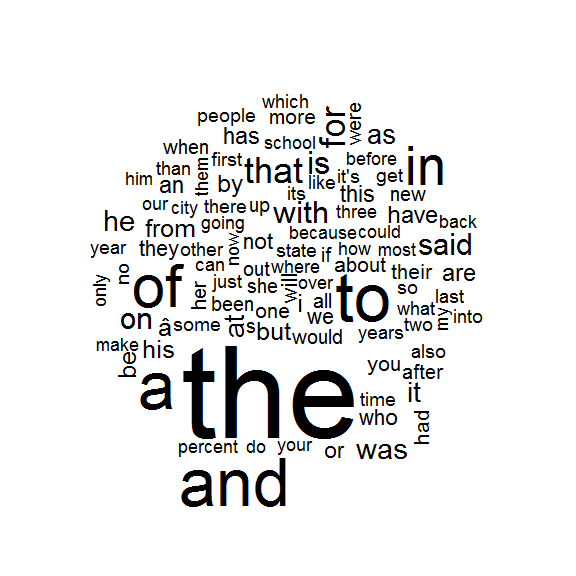 which
people more for were
has school as
when first that is before in
than them like it's get
him an by its this new
our city there up with three have back
he from going because could
year they other now not state if how most said
only no of can out where about their are
her just she will over to so last
on been one i all what my into
â some at s but we two
would years
make be his the you also
a after
time it
who had
percent do your or was
and